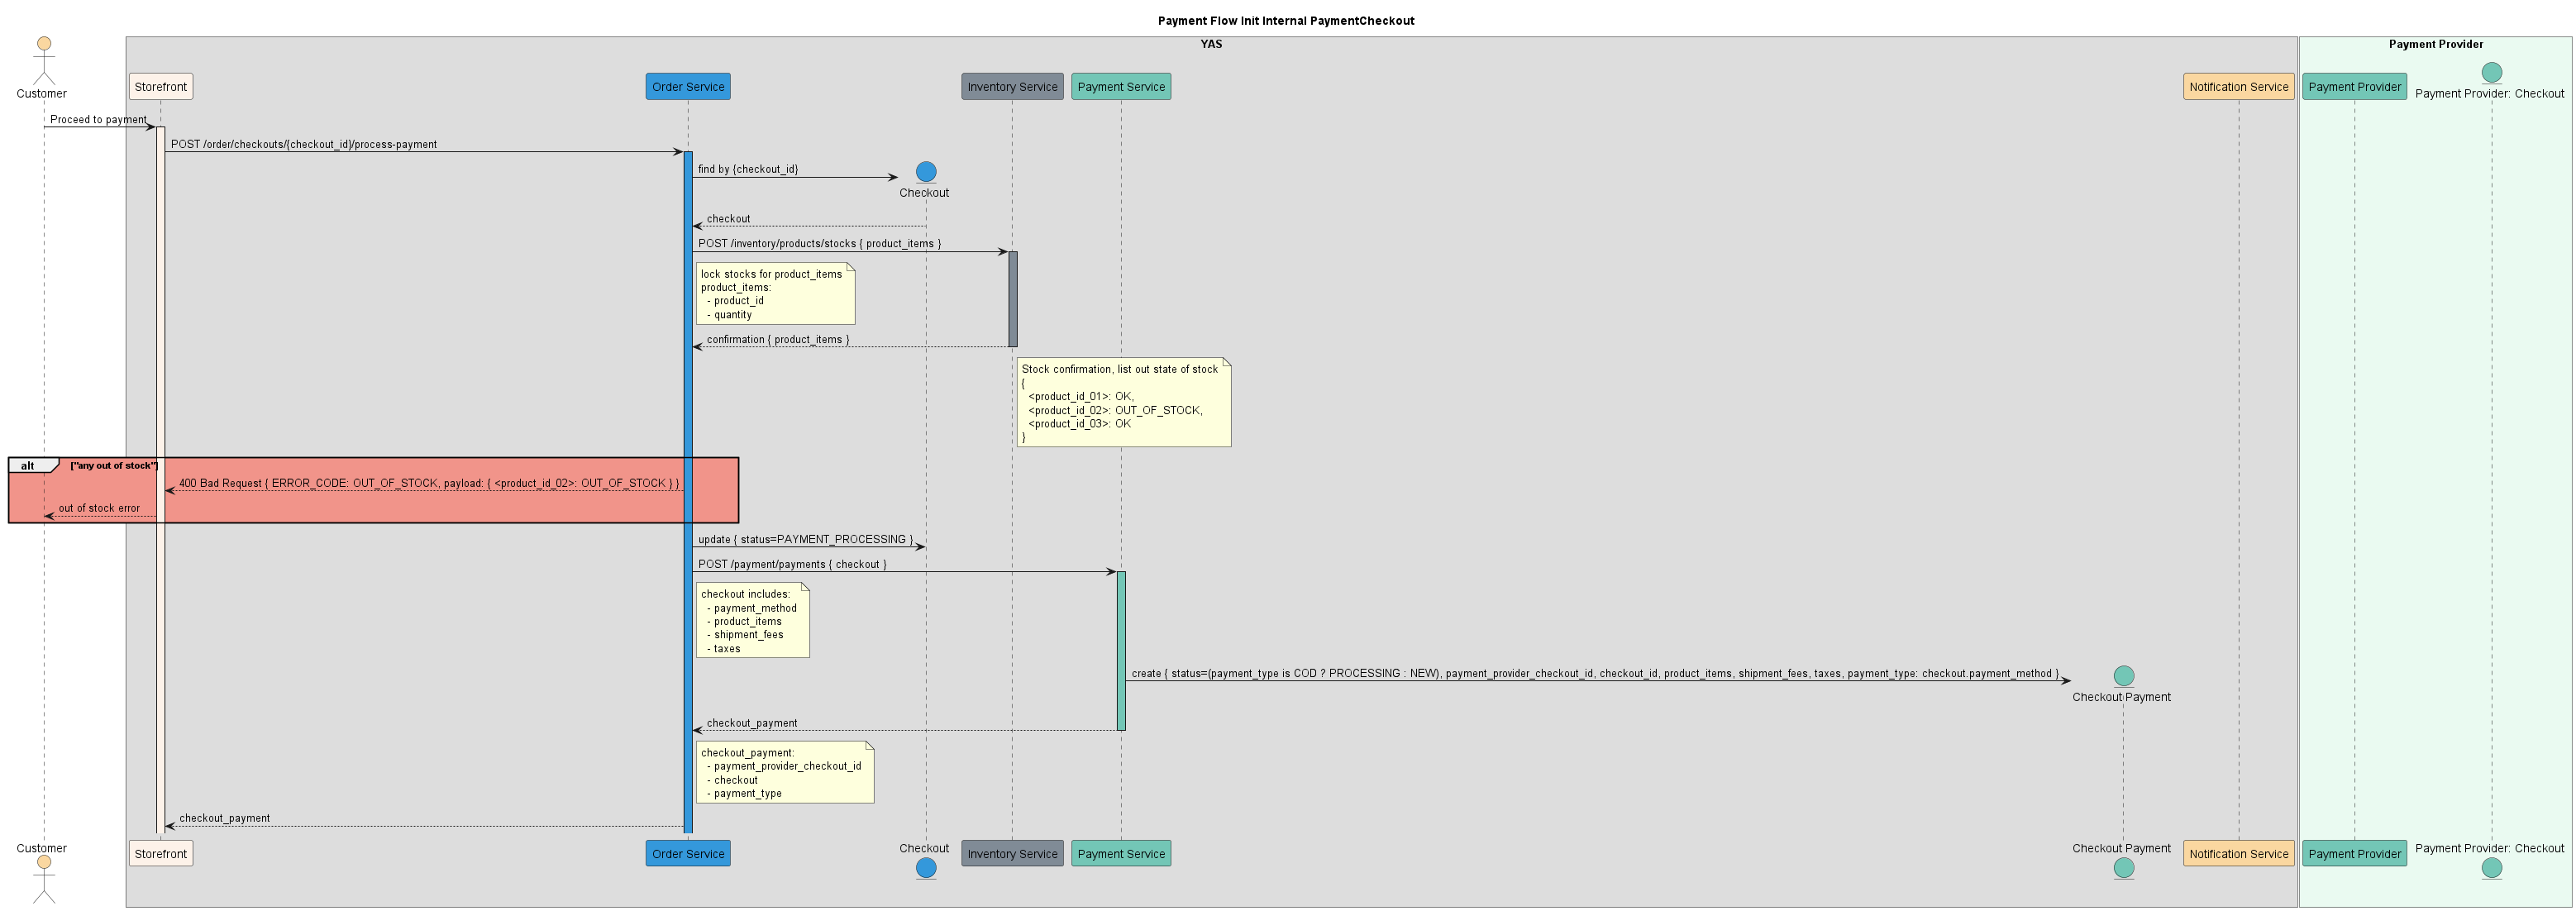 Payment Flow Init Internal PaymentCheckout
YAS
Payment Provider
Customer
Storefront
Order Service
Inventory Service
Payment Service
Notification Service
Payment Provider
Payment Provider: Checkout
Proceed to payment
POST /order/checkouts/{checkout_id}/process-payment
find by {checkout_id}
Checkout
checkout
POST /inventory/products/stocks { product_items }
lock stocks for product_items
product_items:
- product_id
- quantity
confirmation { product_items }
Stock confirmation, list out state of stock
{
<product_id_01>: OK,
<product_id_02>: OUT_OF_STOCK,
<product_id_03>: OK
}
alt ["any out of stock"]
400 Bad Request { ERROR_CODE: OUT_OF_STOCK, payload: { <product_id_02>: OUT_OF_STOCK } }
out of stock error
update { status=PAYMENT_PROCESSING }
POST /payment/payments { checkout }
checkout includes:
- payment_method
- product_items
- shipment_fees
- taxes
create { status=(payment_type is COD ? PROCESSING : NEW), payment_provider_checkout_id, checkout_id, product_items, shipment_fees, taxes, payment_type: checkout.payment_method }
Checkout Payment
checkout_payment
checkout_payment:
- payment_provider_checkout_id
- checkout
- payment_type
checkout_payment
Customer
Storefront
Order Service
Checkout
Inventory Service
Payment Service
Checkout Payment
Notification Service
Payment Provider
Payment Provider: Checkout